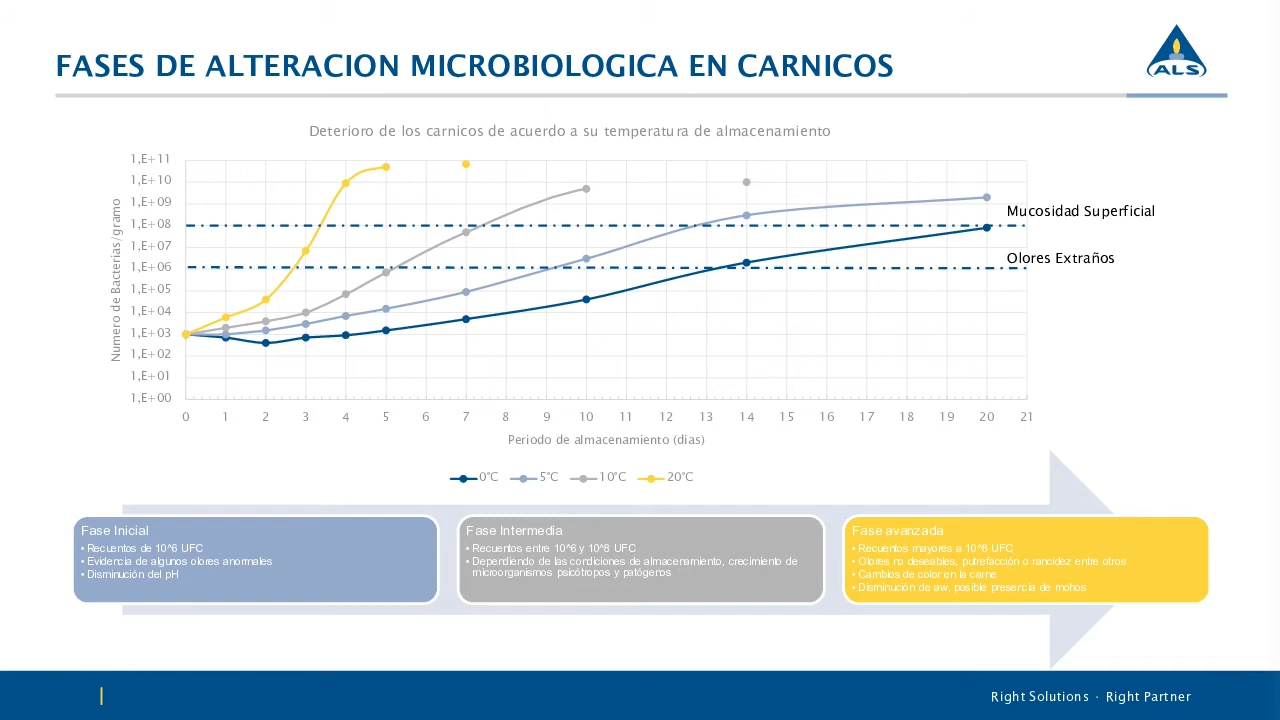 FASES DE ALTERACION MICROBIOLOGICA EN CARNICOS
ALS
Deterioro de los carnicos de acuerdo a su temperatura de almacenamiento
Numero de Bacterias/gramo
1,E+11
1,E+10
1,E+09
1,E+08
1,E+07
1,E+06
1,E+05
1,E+04
1,E+03
1,E+02
1,E+01
1,E+00
Mucosidad Superficial
Olores Extraños
0 1 2 3 4 5 6 7 8 9 10 11 12 13 14 15 16 17 18 19 20 21
Periodo de almacenamiento (dias)
0°C 5°C 10°C 20°C
Fase Inicial
• Recuentos de 10^6 UFC
• Evidencia de algunos olores anormales
• Disminución del pH
Fase Intermedia
• Recuentos entre 10^6 y 10^8 UFC
• Dependiendo de las condiciones de almacenamiento, crecimiento de
microorganismos psicótropos y patógenos
Fase avanzada
• Recuentos mayores a 10^8 UFC
• Olores no deseables, putrefacción o rancidez entre otros
• Cambios de color en la carne
• Disminución de aw, posible presencia de mohos
Right Solutions · Right Partner